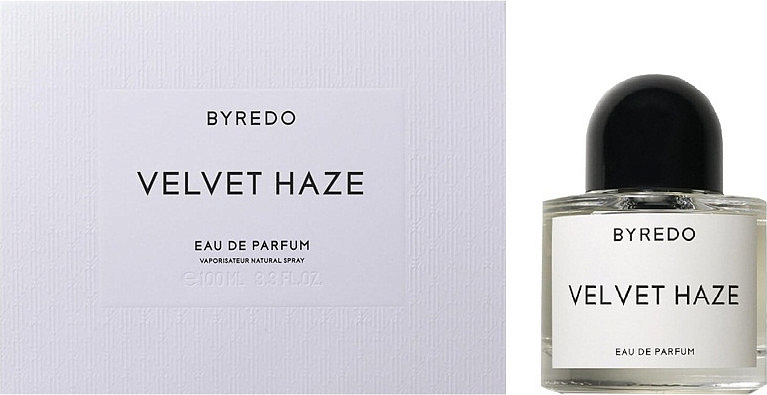 BYREDO
VELVET HAZE
EAU DE PARFUM
VAPORISATEUR NATURAL SPRAY
℮100 ML 3.3 FL.OZ.
BYREDO
VELVET HAZE
EAU DE PARFUM